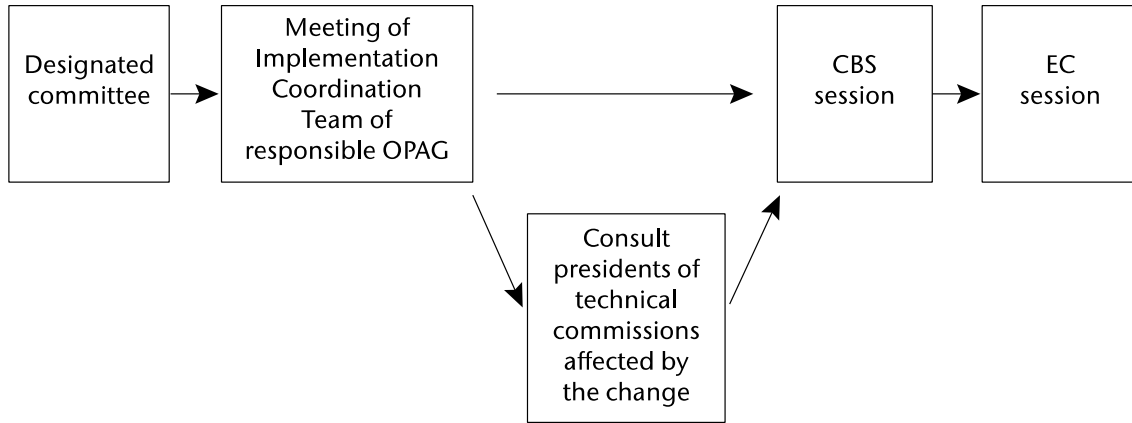 Designated
committee
Meeting of
Implementation
Coordination
Team of
responsible OPAG
CBS
session
EC
session
Consult
presidents of
technical
commissions
affected by
the change